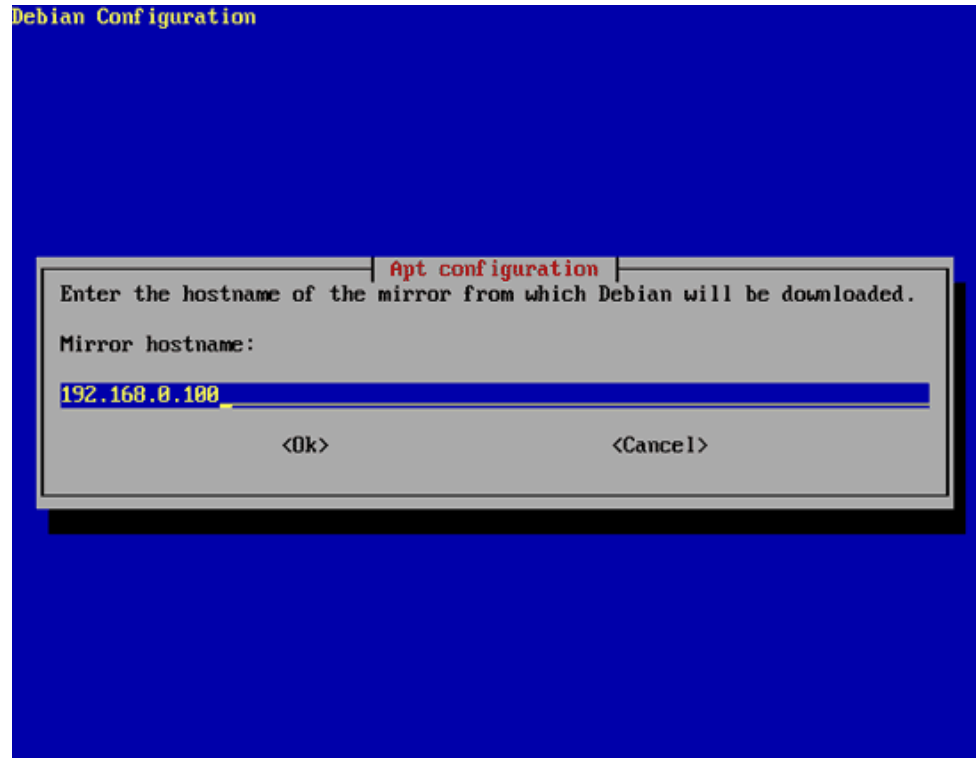 Debian Configuration
Apt configuration
Enter the hostname of the mirror from which Debian will be downloaded.
Mirror hostname:
192.168.0.100_
<Ok> <Cancel>